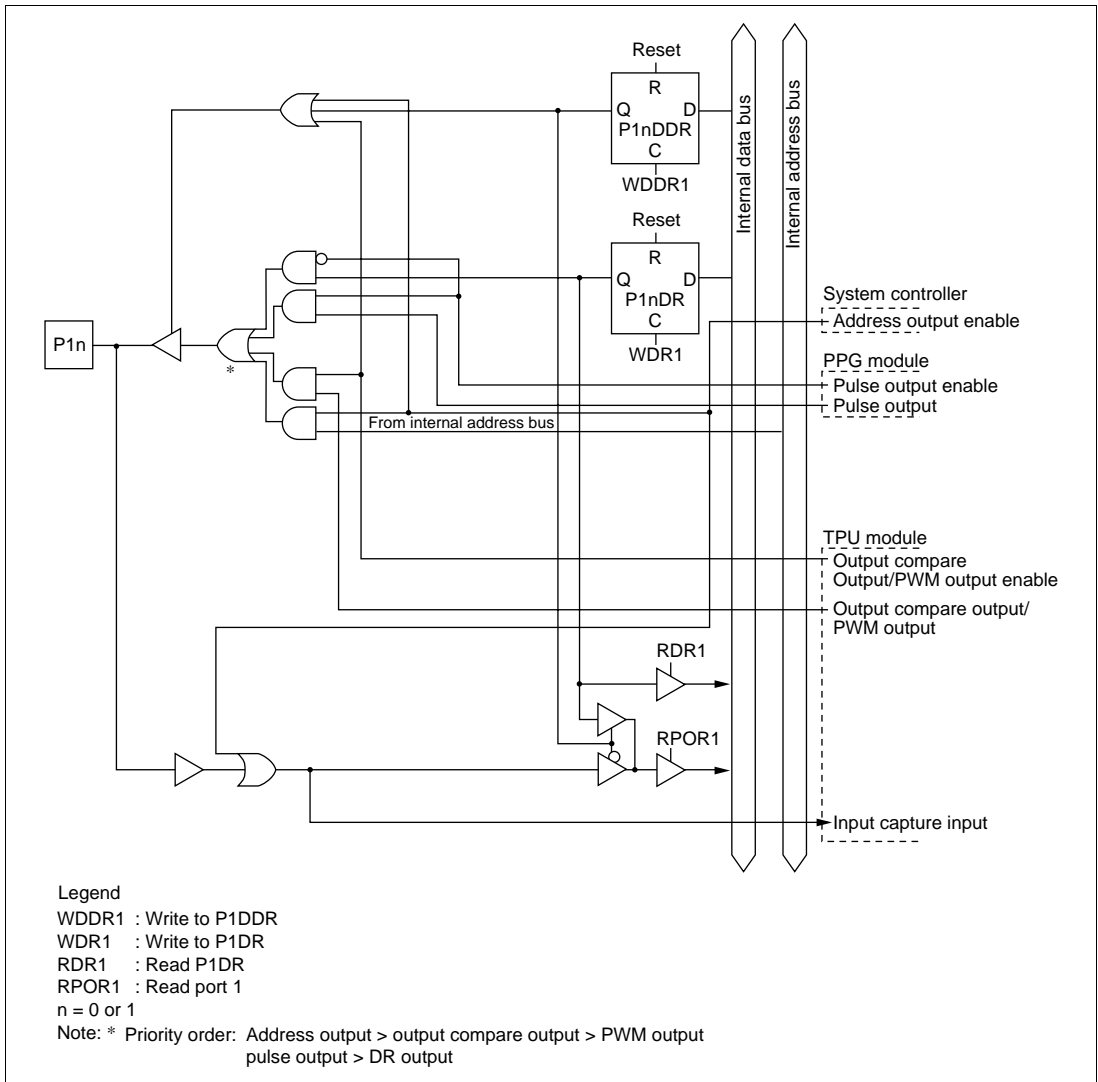 Reset
R
Q
D
P1nDDR
C
WDDR1
Reset
R
Q
D
P1nDR
C
WDR1
Internal data bus
Internal address bus
System controller
Address output enable
PPG module
Pulse output enable
Pulse output
P1n
*
From internal address bus
TPU module
Output compare
Output/PWM output enable
Output compare output/
PWM output
RDR1
RPOR1
Input capture input
Legend
WDDR1 : Write to P1DDR
WDR1 : Write to P1DR
RDR1 : Read P1DR
RPOR1 : Read port 1
n = 0 or 1
Note: * Priority order: Address output > output compare output > PWM output
pulse output > DR output